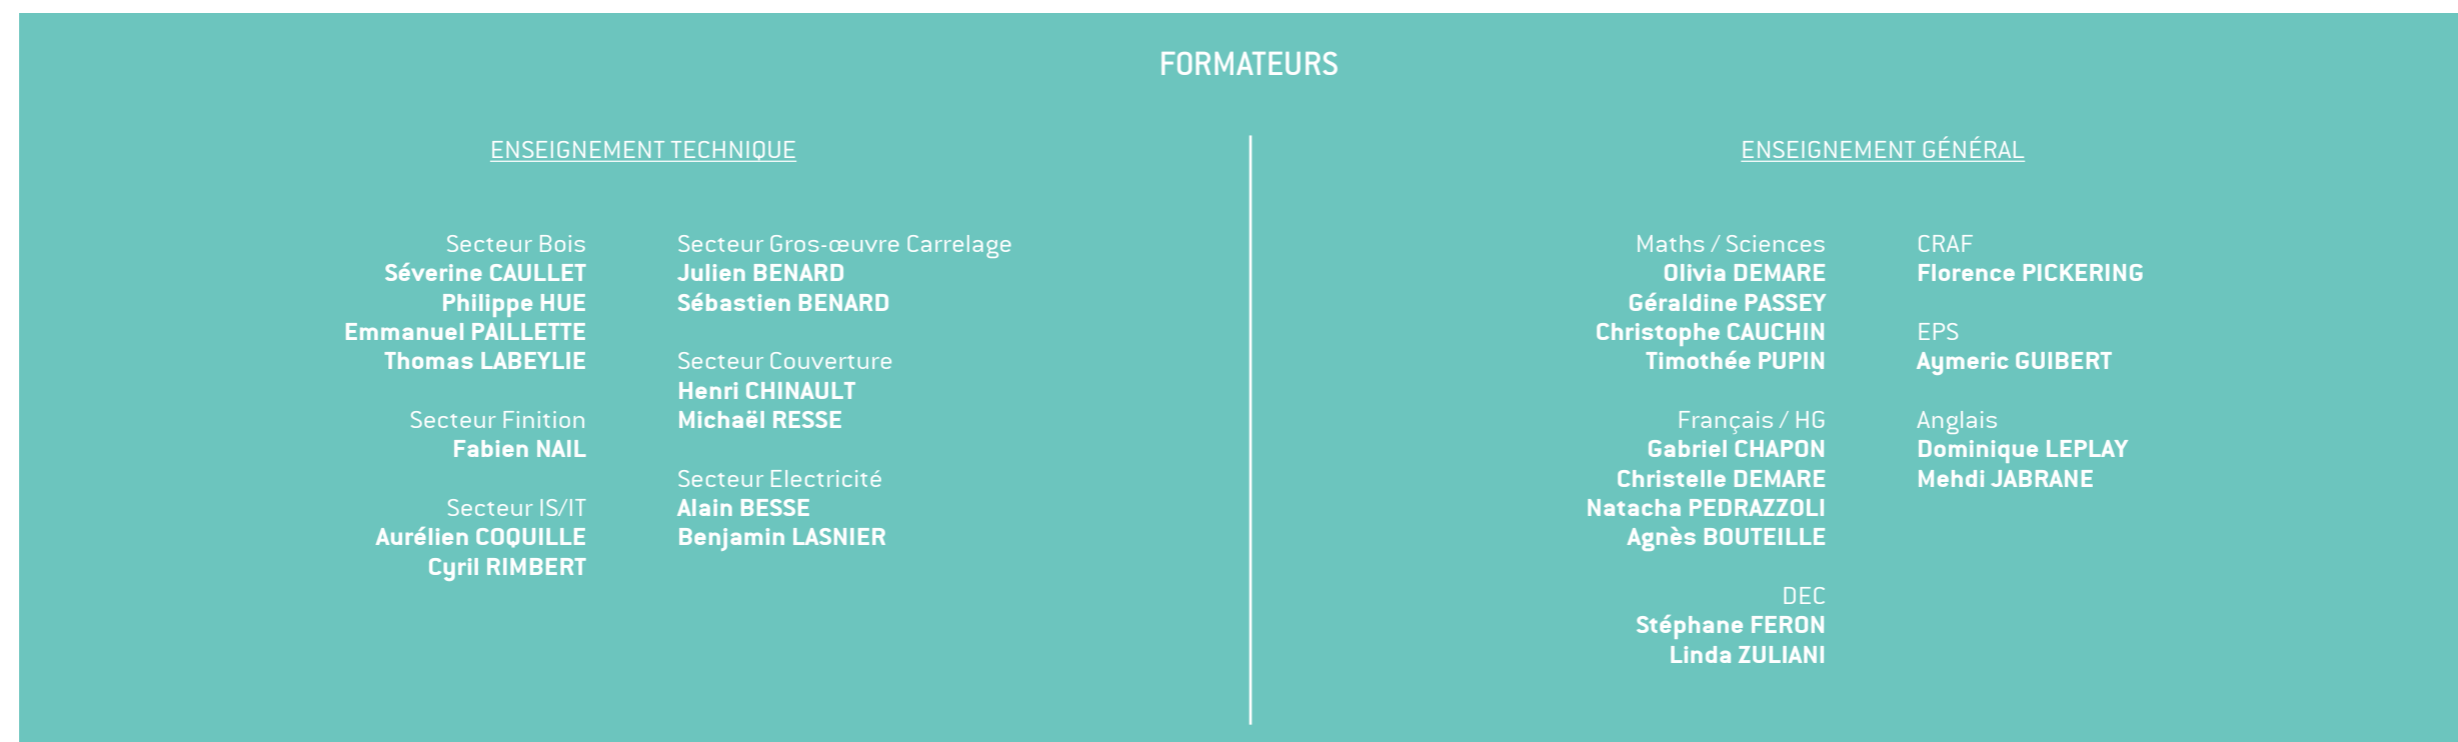 FORMATEURS
ENSEIGNEMENT TECHNIQUE
Secteur Bois
Séverine CAULLET
Philippe HUE
Emmanuel PAILLETTE
Thomas LABEYLIE
Secteur Finition
Fabien NAIL
Secteur IS/IT
Aurélien COQUILLE
Cyril RIMBERT
Secteur Gros-œuvre Carrelage
Julien BENARD
Sébastien BENARD
Secteur Couverture
Henri CHINAULT
Michaël RESSE
Secteur Electricité
Alain BESSE
Benjamin LASNIER
ENSEIGNEMENT GÉNÉRAL
Maths / Sciences
Olivia DEMARE
Géraldine PASSEY
Christophe CAUCHIN
Timothée PUPIN
Français / HG
Gabriel CHAPON
Christelle DEMARE
Natacha PEDRAZZOLI
Agnès BOUTEILLE
DEC
Stéphane FERON
Linda ZULIANI
CRAF
Florence PICKERING
EPS
Aymeric GUIBERT
Anglais
Dominique LEPLAY
Mehdi JABRANE